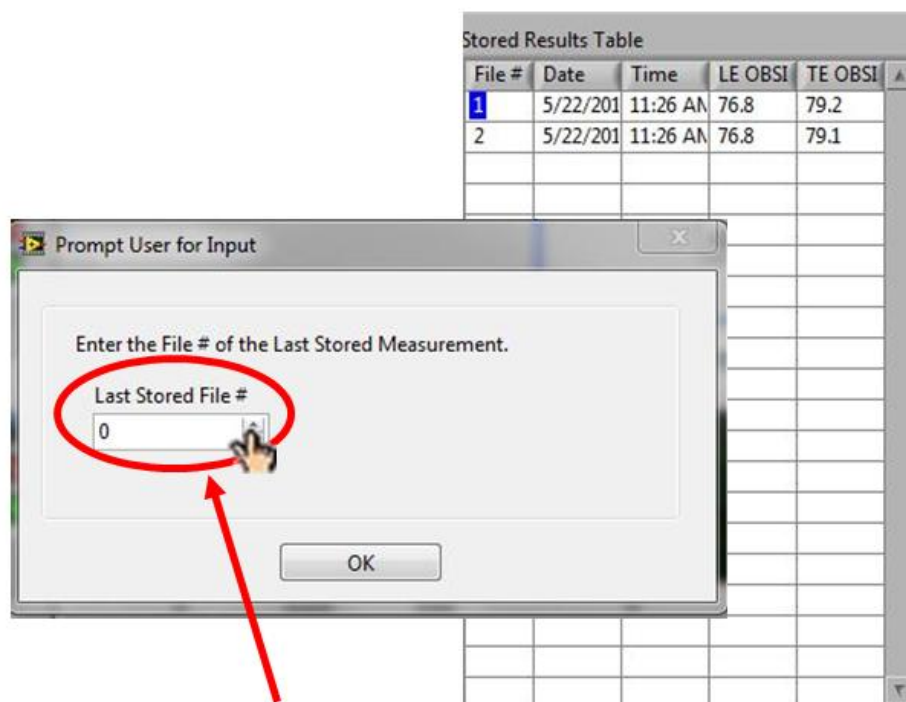 Stored Results Table
File # Date Time LE OBSI TE OBSI
1 5/22/201 11:26 AM 76.8 79.2
2 5/22/201 11:26 AM 76.8 79.1
Prompt User for Input
Enter the File # of the Last Stored Measurement.
Last Stored File #
0
OK